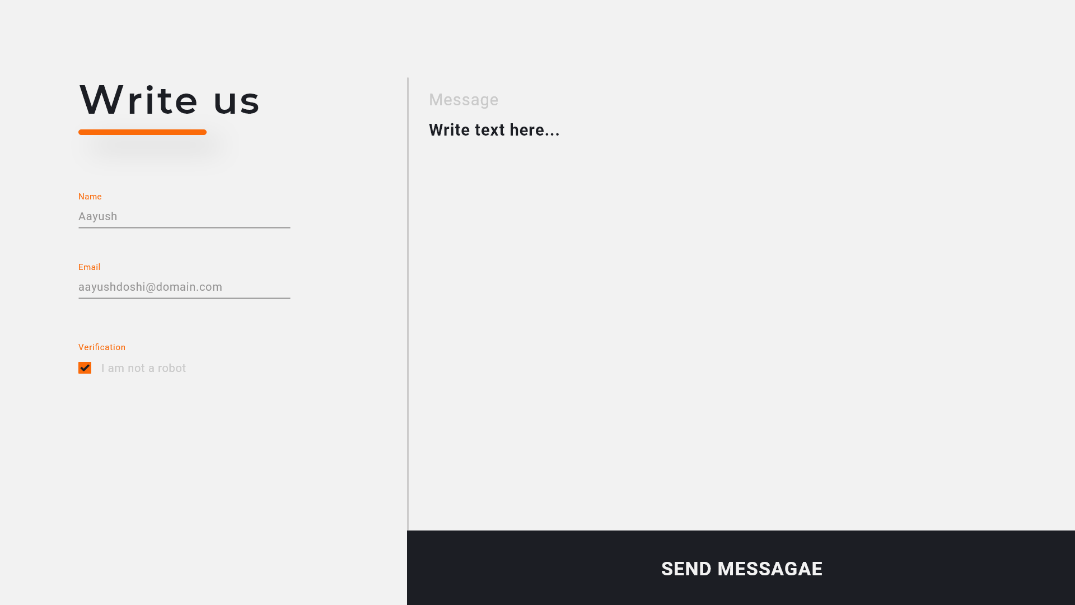 Write us
Name
Aayush
Email
aayushdoshi@domain.com
Verification
I am not a robot
Message
Write text here...
SEND MESSAGAE